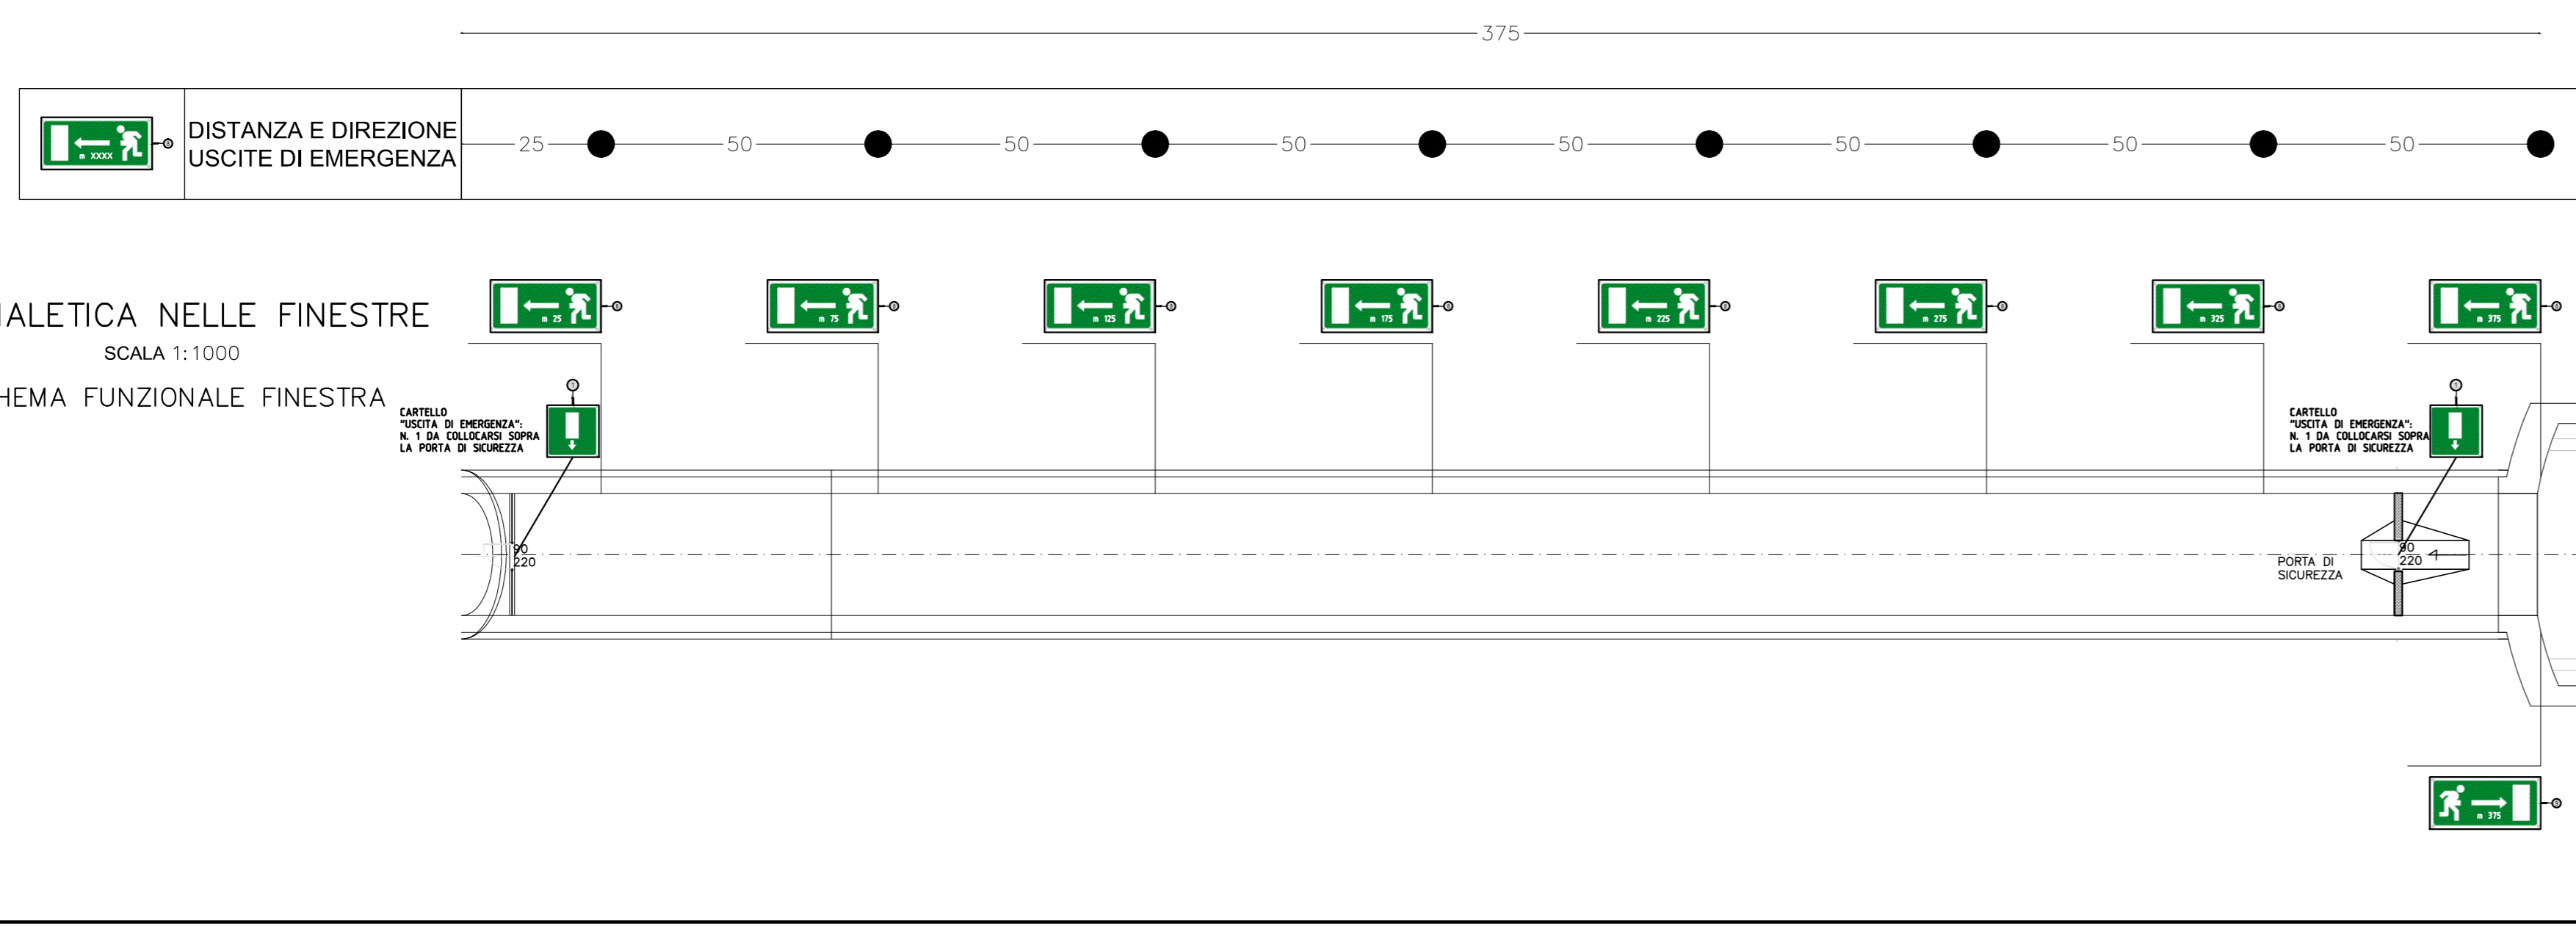 375
m XXXX
DISTANZA E DIREZIONE
USCITE DI EMERGENZA
25 50 50 50 50 50 50 50
IALETICA NELLE FINESTRE
SCALA 1:1000
HEMA FUNZIONALE FINESTRA
m 25
m 75
m 125
m 175
m 225
m 275
m 325
m 375
1
CARTELLO
"USCITA DI EMERGENZA":
N. 1 DA COLLOCARSI SOPRA
LA PORTA DI SICUREZZA
1
CARTELLO
"USCITA DI EMERGENZA":
N. 1 DA COLLOCARSI SOPRA
LA PORTA DI SICUREZZA
90
220
PORTA DI
SICUREZZA
90
220
m 375